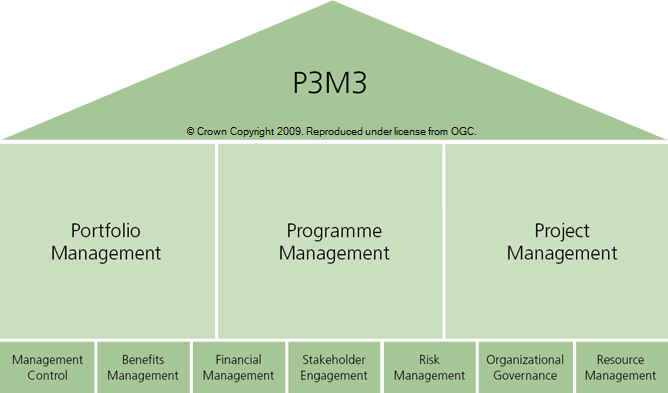 P3M3
© Crown Copyright 2009. Reproduced under license from OGC.
Portfolio
Management
Programme
Management
Project
Management
Management
Control
Benefits
Management
Financial
Management
Stakeholder
Engagement
Risk
Management
Organizational
Governance
Resource
Management